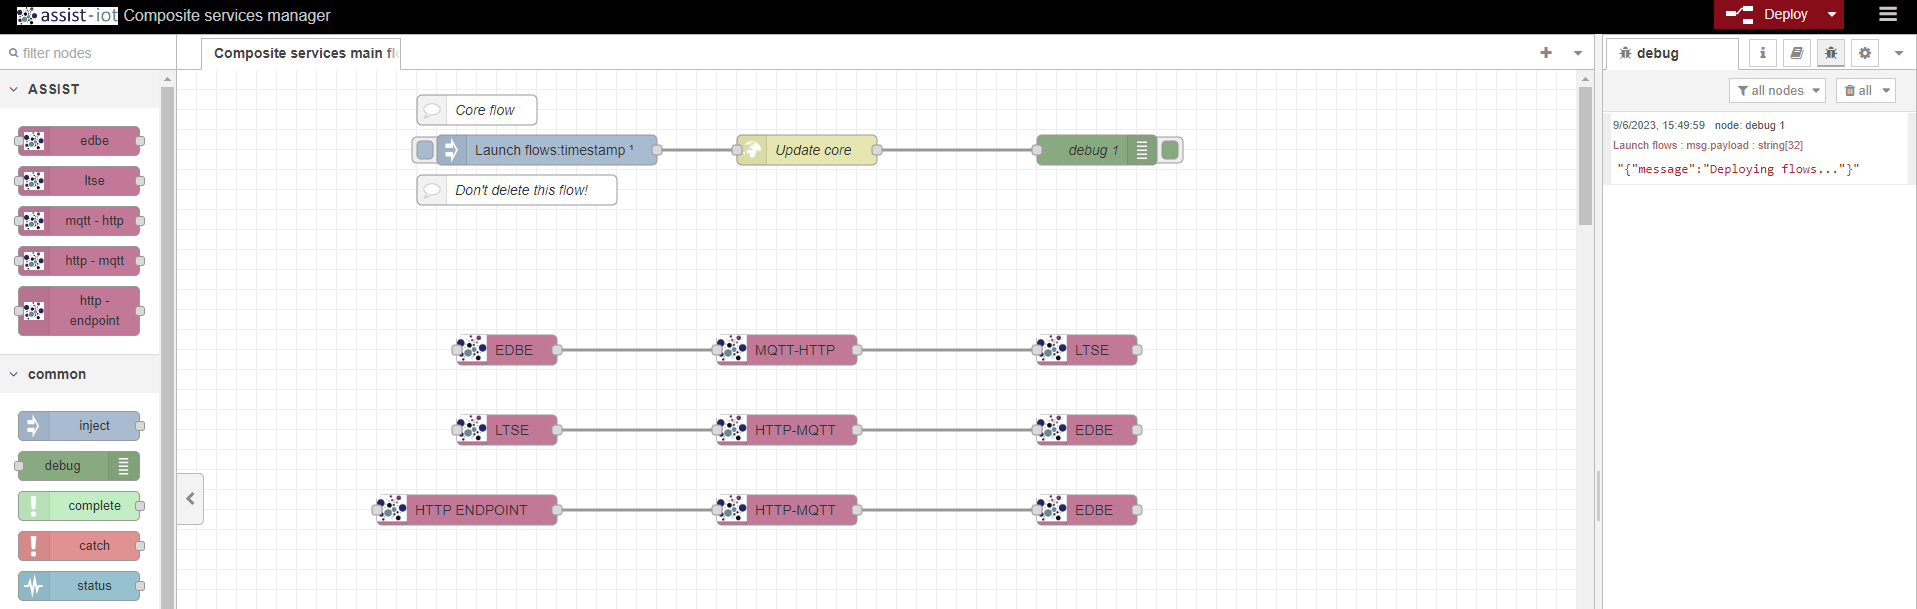 assist-iot Composite services manager
Deploy
filter nodes
Composite services main fl
debug
i
ASSIST
all nodes
all
edbe
ltse
mqtt - http
http - mqtt
http -
endpoint
common
inject
debug
complete
catch
status
Core flow
Launch flows:timestamp ¹
Update core
debug 1
Don't delete this flow!
EDBE
MQTT-HTTP
LTSE
LTSE
HTTP-MQTT
EDBE
HTTP ENDPOINT
HTTP-MQTT
EDBE
9/6/2023, 15:49:59 node: debug 1
Launch flows : msg.payload : string[32]
"{"message":"Deploying flows..."}"